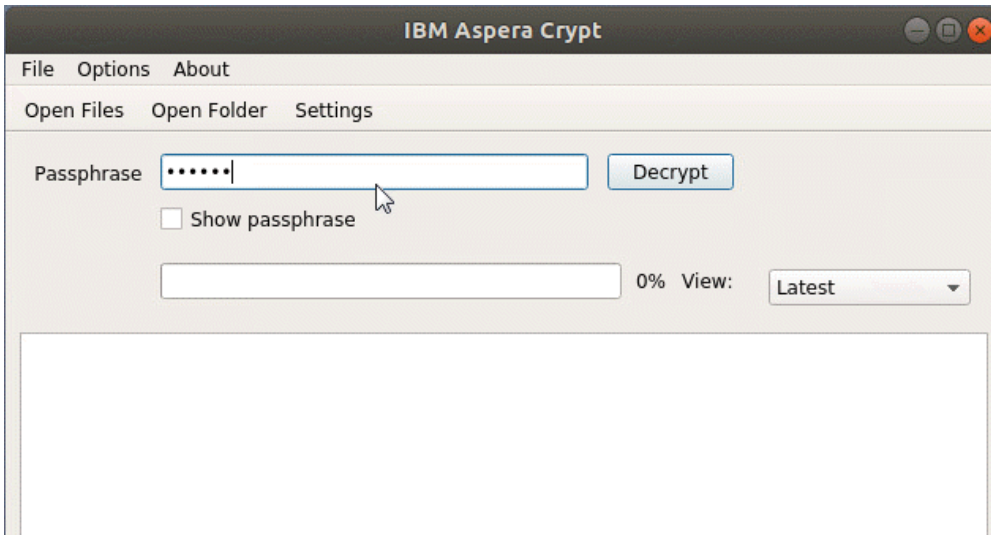 IBM Aspera Crypt
File Options About
Open Files Open Folder Settings
Passphrase •••••• Decrypt
Show passphrase
0% View: Latest